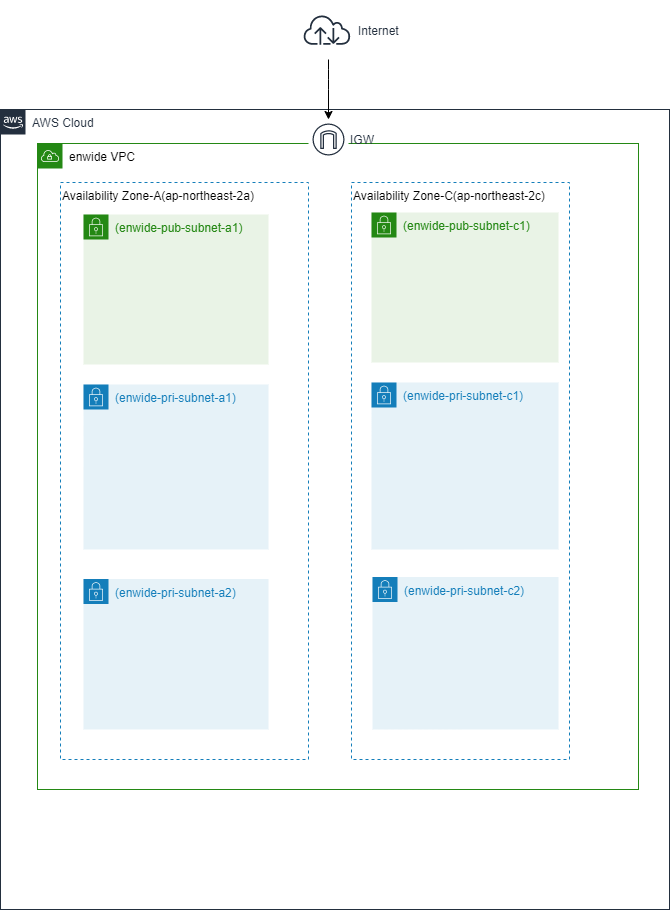 Internet
aws
AWS Cloud
IGW
enwide VPC
Availability Zone-A(ap-northeast-2a)
Availability Zone-C(ap-northeast-2c)
(enwide-pub-subnet-a1)
(enwide-pub-subnet-c1)
(enwide-pri-subnet-a1)
(enwide-pri-subnet-c1)
(enwide-pri-subnet-a2)
(enwide-pri-subnet-c2)